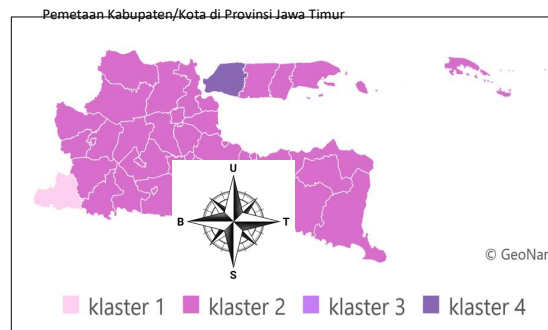 Pemetaan Kabupaten/Kota di Provinsi Jawa Timur
U
B T
S
© GeoNar
klaster 1 klaster 2 klaster 3 klaster 4